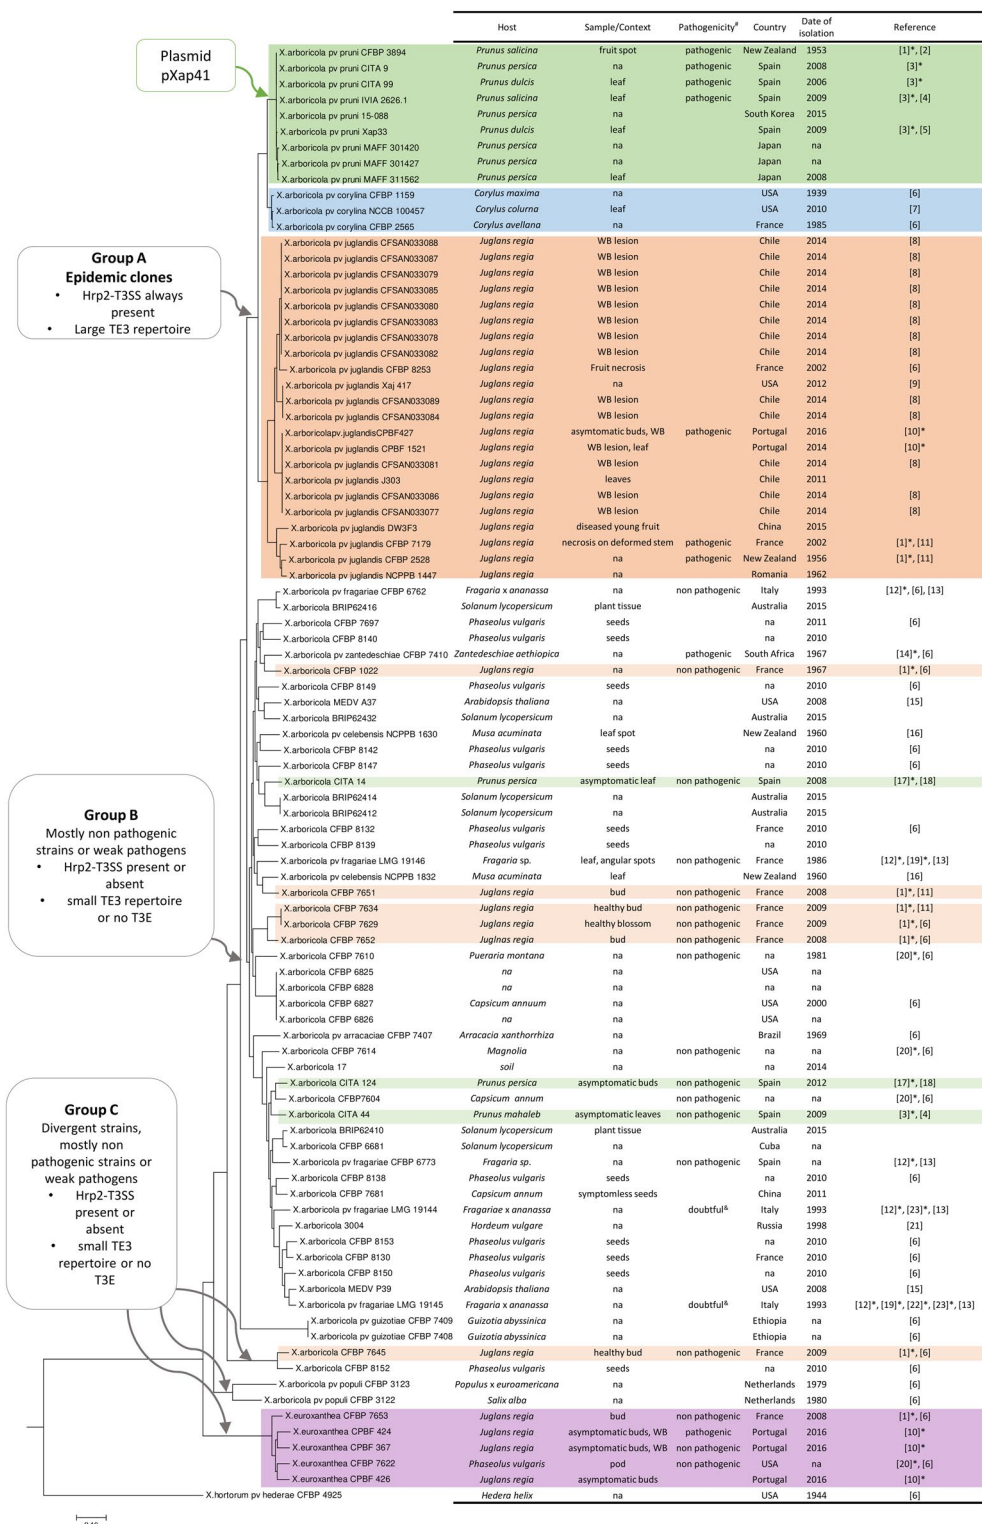 Host Sample/Context Pathogenicity# Country Date of isolation Reference
Plasmid
pXap41
X.arboricola pv pruni CFBP 3894 Prunus salicina fruit spot pathogenic New Zealand 1953 [1]*, [2]
X.arboricola pv pruni CITA 9 Prunus persica na pathogenic Spain 2008 [3]*
X.arboricola pv pruni CITA 99 Prunus dulcis leaf pathogenic Spain 2006 [3]*
X.arboricola pv pruni IVIA 2626.1 Prunus salicina leaf pathogenic Spain 2009 [3]*, [4]
X.arboricola pv pruni 15-088 Prunus persica na South Korea 2015
X.arboricola pv pruni Xap33 Prunus dulcis leaf Spain 2009 [3]*, [5]
X.arboricola pv pruni MAFF 301420 Prunus persica na Japan na
X.arboricola pv pruni MAFF 301427 Prunus persica na Japan na
X.arboricola pv pruni MAFF 311562 Prunus persica leaf Japan 2008
X.arboricola pv corylina CFBP 1159 Corylus maxima na USA 1939 [6]
X.arboricola pv corylina NCCB 100457 Corylus colurna leaf USA 2010 [7]
X.arboricola pv corylina CFBP 2565 Corylus avellana na France 1985 [6]
Group A
Epidemic clones
• Hrp2-T3SS always
present
• Large TE3 repertoire
X.arboricola pv juglandis CFSAN033088 Juglans regia WB lesion Chile 2014 [8]
X.arboricola pv juglandis CFSAN033087 Juglans regia WB lesion Chile 2014 [8]
X.arboricola pv juglandis CFSAN033079 Juglans regia WB lesion Chile 2014 [8]
X.arboricola pv juglandis CFSAN033085 Juglans regia WB lesion Chile 2014 [8]
X.arboricola pv juglandis CFSAN033080 Juglans regia WB lesion Chile 2014 [8]
X.arboricola pv juglandis CFSAN033083 Juglans regia WB lesion Chile 2014 [8]
X.arboricola pv juglandis CFSAN033078 Juglans regia WB lesion Chile 2014 [8]
X.arboricola pv juglandis CFSAN033082 Juglans regia WB lesion Chile 2014 [8]
X.arboricola pv juglandis CFBP 8253 Juglans regia Fruit necrosis France 2002 [6]
X.arboricola pv juglandis Xaj 417 Juglans regia na USA 2012 [9]
X.arboricola pv juglandis CFSAN033089 Juglans regia WB lesion Chile 2014 [8]
X.arboricola pv juglandis CFSAN033084 Juglans regia WB lesion Chile 2014 [8]
X.arboricolapv.juglandisCPBF427 Juglans regia asymtomatic buds, WB pathogenic Portugal 2016 [10]*
X.arboricola pv juglandis CPBF 1521 Juglans regia WB lesion, leaf Portugal 2014 [10]*
X.arboricola pv juglandis CFSAN033081 Juglans regia WB lesion Chile 2014 [8]
X.arboricola pv juglandis J303 Juglans regia leaves Chile 2011
X.arboricola pv juglandis CFSAN033086 Juglans regia WB lesion Chile 2014 [8]
X.arboricola pv juglandis CFSAN033077 Juglans regia WB lesion Chile 2014 [8]
X.arboricola pv juglandis DW3F3 Juglans regia diseased young fruit China 2015
X.arboricola pv juglandis CFBP 7179 Juglans regia necrosis on deformed stem pathogenic France 2002 [1]*, [11]
X.arboricola pv juglandis CFBP 2528 Juglans regia na pathogenic New Zealand 1956 [1]*, [11]
X.arboricola pv juglandis NCPPB 1447 Juglans regia na Romania 1962
X.arboricola pv fragariae CFBP 6762 Fragaria x ananassa na non pathogenic Italy 1993 [12]*, [6], [13]
X.arboricola BRIP62416 Solanum lycopersicum plant tissue Australia 2015
X.arboricola CFBP 7697 Phaseolus vulgaris seeds na 2011 [6]
X.arboricola CFBP 8140 Phaseolus vulgaris seeds na 2010
X.arboricola pv zantedeschiae CFBP 7410 Zantedeschiae aethiopica na pathogenic South Africa 1967 [14]*, [6]
X.arboricola CFBP 1022 Juglans regia na non pathogenic France 1967 [1]*, [6]
X.arboricola CFBP 8149 Phaseolus vulgaris seeds na 2010 [6]
X.arboricola MEDV A37 Arabidopsis thaliana na USA 2008 [15]
X.arboricola BRIP62432 Solanum lycopersicum na Australia 2015
X.arboricola pv celebensis NCPPB 1630 Musa acuminata leaf spot New Zealand 1960 [16]
X.arboricola CFBP 8142 Phaseolus vulgaris seeds na 2010 [6]
X.arboricola CFBP 8147 Phaseolus vulgaris seeds na 2010 [6]
X.arboricola CITA 14 Prunus persica asymptomatic leaf non pathogenic Spain 2008 [17]*, [18]
X.arboricola BRIP62414 Solanum lycopersicum na Australia 2015
X.arboricola BRIP62412 Solanum lycopersicum na Australia 2015
Group B
Mostly non pathogenic
strains or weak pathogens
• Hrp2-T3SS present or
absent
• small TE3 repertoire
or no T3E
X.arboricola CFBP 8132 Phaseolus vulgaris seeds France 2010 [6]
X.arboricola CFBP 8139 Phaseolus vulgaris seeds na 2010
X.arboricola pv fragariae LMG 19146 Fragaria sp. leaf, angular spots non pathogenic France 1986 [12]*, [19]*, [13]
X.arboricola pv celebensis NCPPB 1832 Musa acuminata leaf New Zealand 1960 [16]
X.arboricola CFBP 7651 Juglans regia bud non pathogenic France 2008 [1]*, [11]
X.arboricola CFBP 7634 Juglans regia healthy bud non pathogenic France 2009 [1]*, [11]
X.arboricola CFBP 7629 Juglans regia healthy blossom non pathogenic France 2009 [1]*, [6]
X.arboricola CFBP 7652 Juglnas regia bud non pathogenic France 2008 [1]*, [6]
X.arboricola CFBP 7610 Pueraria montana na non pathogenic na 1981 [20]*, [6]
X.arboricola CFBP 6825 na na USA na
X.arboricola CFBP 6828 na na na na
X.arboricola CFBP 6827 Capsicum annuum na USA 2000 [6]
X.arboricola CFBP 6826 na na USA na
X.arboricola pv arracaciae CFBP 7407 Arracacia xanthorrhiza na Brazil 1969 [6]
X.arboricola CFBP 7614 Magnolia na non pathogenic na na [20]*, [6]
X.arboricola 17 soil na na 2014
X.arboricola CITA 124 Prunus persica asymptomatic buds non pathogenic Spain 2012 [17]*, [18]
X.arboricola CFBP7604 Capsicum annum non pathogenic na na [20]*, [6]
X.arboricola CITA 44 Prunus mahaleb asymptomatic leaves non pathogenic Spain 2009 [3]*, [4]
X.arboricola BRIP62410 Solanum lycopersicum plant tissue Australia 2015
X.arboricola CFBP 6681 Solanum lycopersicum na Cuba na
X.arboricola pv fragariae CFBP 6773 Fragaria sp. na non pathogenic Spain na [12]*, [13]
X.arboricola CFBP 8138 Phaseolus vulgaris seeds na 2010 [6]
X.arboricola CFBP 7681 Capsicum annum symptomless seeds China 2011
X.arboricola pv fragariae LMG 19144 Fragariae x ananassa na doubtful& Italy 1993 [12]*, [23]*, [13]
X.arboricola 3004 Hordeum vulgare na Russia 1998 [21]
X.arboricola CFBP 8153 Phaseolus vulgaris seeds na 2010 [6]
X.arboricola CFBP 8130 Phaseolus vulgaris seeds France 2010 [6]
X.arboricola CFBP 8150 Phaseolus vulgaris seeds na 2010 [6]
X.arboricola MEDV P39 Arabidopsis thaliana na USA 2008 [15]
X.arboricola pv fragariae LMG 19145 Fragaria x ananassa na doubtful& Italy 1993 [12]*, [19]*, [22]*, [23]*, [13]
Group C
Divergent strains,
mostly non
pathogenic strains or
weak pathogens
• Hrp2-T3SS
present or
absent
• small TE3
repertoire or no
T3E
X.arboricola pv guizotiae CFBP 7409 Guizotia abyssinica na Ethiopia na [6]
X.arboricola pv guizotiae CFBP 7408 Guizotia abyssinica na Ethiopia na [6]
X.arboricola CFBP 7645 Juglans regia healthy bud non pathogenic France 2009 [1]*, [6]
X.arboricola CFBP 8152 Phaseolus vulgaris seeds na 2010 [6]
X.arboricola pv populi CFBP 3123 Populus x euroamericana na Netherlands 1979 [6]
X.arboricola pv populi CFBP 3122 Salix alba na Netherlands 1980 [6]
X.euroxanthea CFBP 7653 Juglans regia bud non pathogenic France 2008 [1]*, [6]
X.euroxanthea CPBF 424 Juglans regia asymptomatic buds, WB pathogenic Portugal 2016 [10]*
X.euroxanthea CPBF 367 Juglans regia asymptomatic buds, WB non pathogenic Portugal 2016 [10]*
X.euroxanthea CFBP 7622 Phaseolus vulgaris pod non pathogenic USA na [20]*, [6]
X.euroxanthea CPBF 426 Juglans regia asymptomatic buds Portugal 2016 [10]*
X.hortorum pv hederae CFBP 4925 Hedera helix na USA 1944 [6]